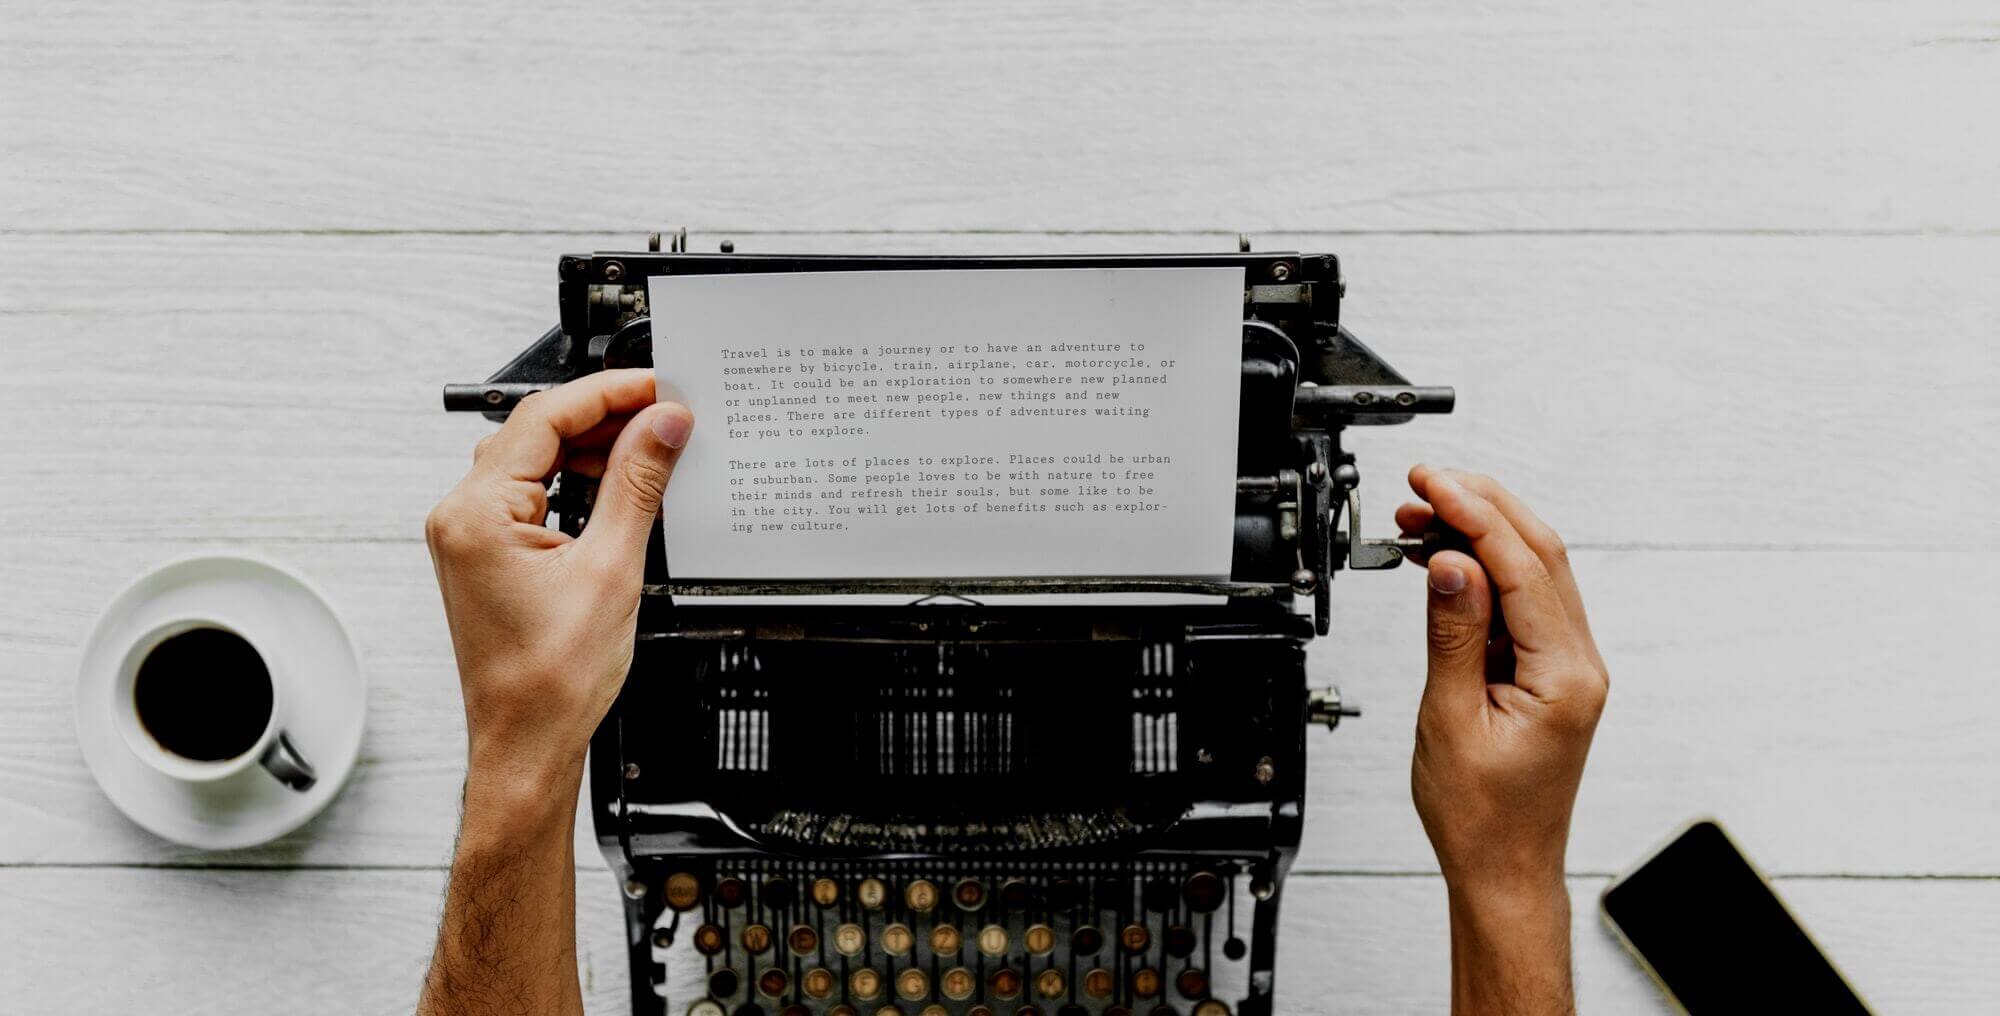 Travel is to make a journey or to have an adventure to
somewhere by bicycle, train, airplane, car, motorcycle, or
boat. It could be an exploration to somewhere new planned
or unplanned to meet new people, new things and new
places. There are different types of adventures waiting
for you to explore.
There are lots of places to explore. Places could be urban
or suburban. Some people loves to be with nature to free
their minds and refresh their souls, but some like to be
in the city. You will get lots of benefits such as explor-
ing new culture.
W E R T Z U I O P
S D F G H J K L